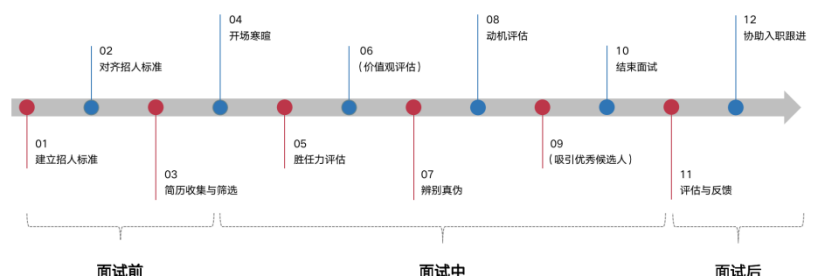 04
开场寒暄
08
动机评估
12
协助入职跟进
02
对齐招人标准
06
（价值观评估）
10
结束面试
01
建立招人标准
05
胜任力评估
09
（吸引优秀候选人）
03
简历收集与筛选
07
辨别真伪
11
评估与反馈
面试前
面试中
面试后